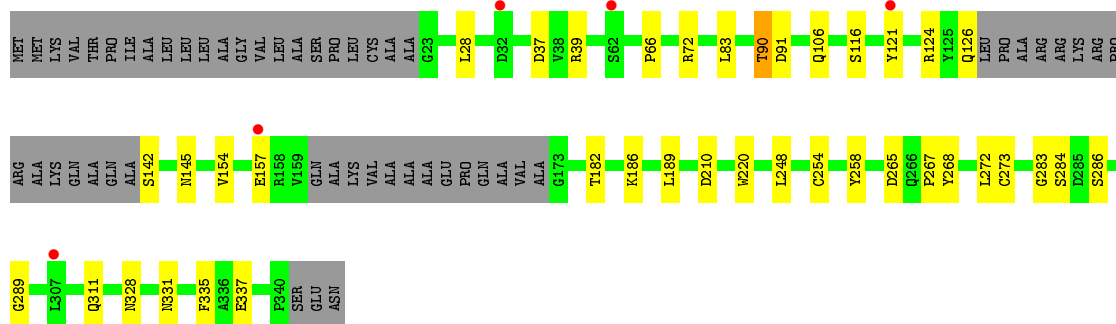 MET MET LYS VAL THR PRO ILE ALA LEU LEU LEU ALA GLY VAL LEU ALA SER PRO LEU CYS ALA ALA G23 L28 D32 D37 V38 R39 S62 P66 R72 L83 T90 D91 Q106 S116 Y121 R124 Y125 Q126 LEU PRO ALA ARG ARG LYS ARG PRO
ARG ALA LYS GLN ALA GLN ALA S142 N145 V154 E157 R158 V159 GLN ALA LYS VAL ALA ALA ALA ALA GLU PRO GLN ALA VAL ALA G173 T182 K186 L189 D210 W220 L248 C254 Y258 D265 Q266 P267 Y268 L272 C273 G283 S284 D285 S286
G289 L307 Q311 N328 N331 F335 A336 E337 P340 SER GLU ASN